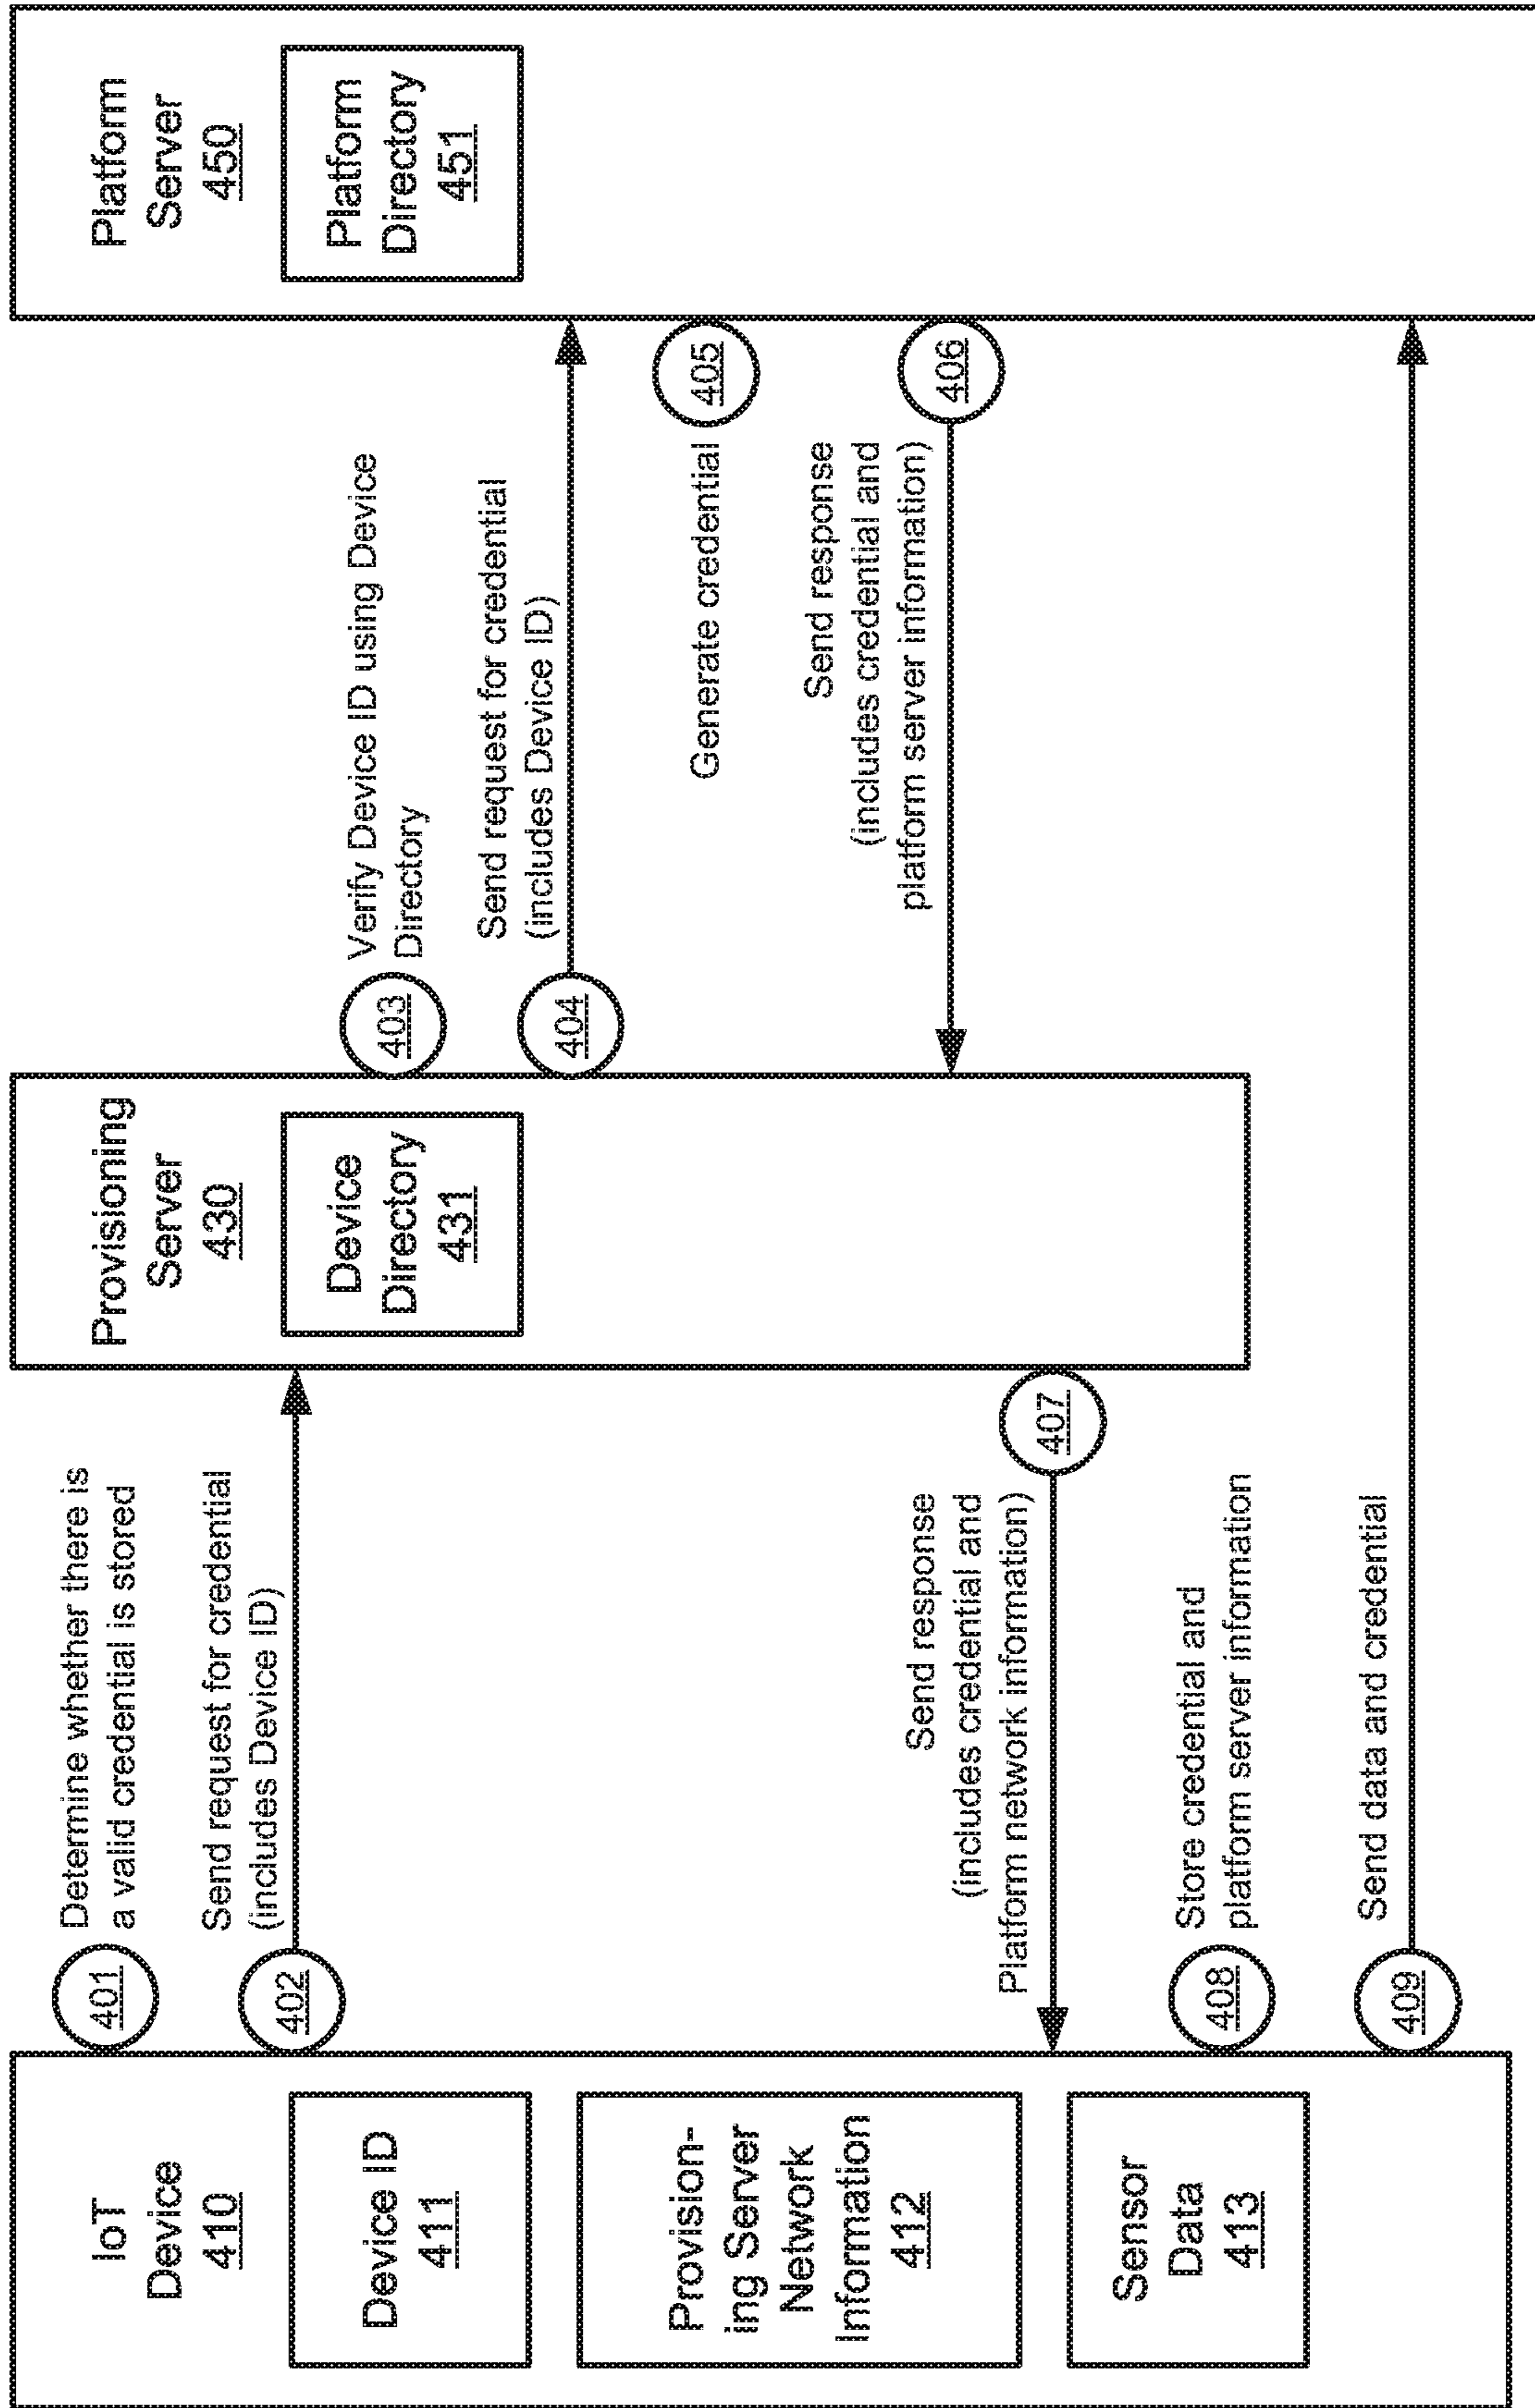 IoT
Device
410
Device ID
411
Provision-
ing Server
Network
Information
412
Sensor
Data
413
Provisioning
Server
430
Device
Directory
431
Platform
Server
450
Platform
Directory
451
401
Determine whether there is
a valid credential is stored
402
Send request for credential
(includes Device ID)
403
Verify Device ID using Device
Directory
404
Send request for credential
(includes Device ID)
405
Generate credential
406
Send response
(includes credential and
platform server information)
407
Send response
(includes credential and
Platform network information)
408
Store credential and
platform server information
409
Send data and credential